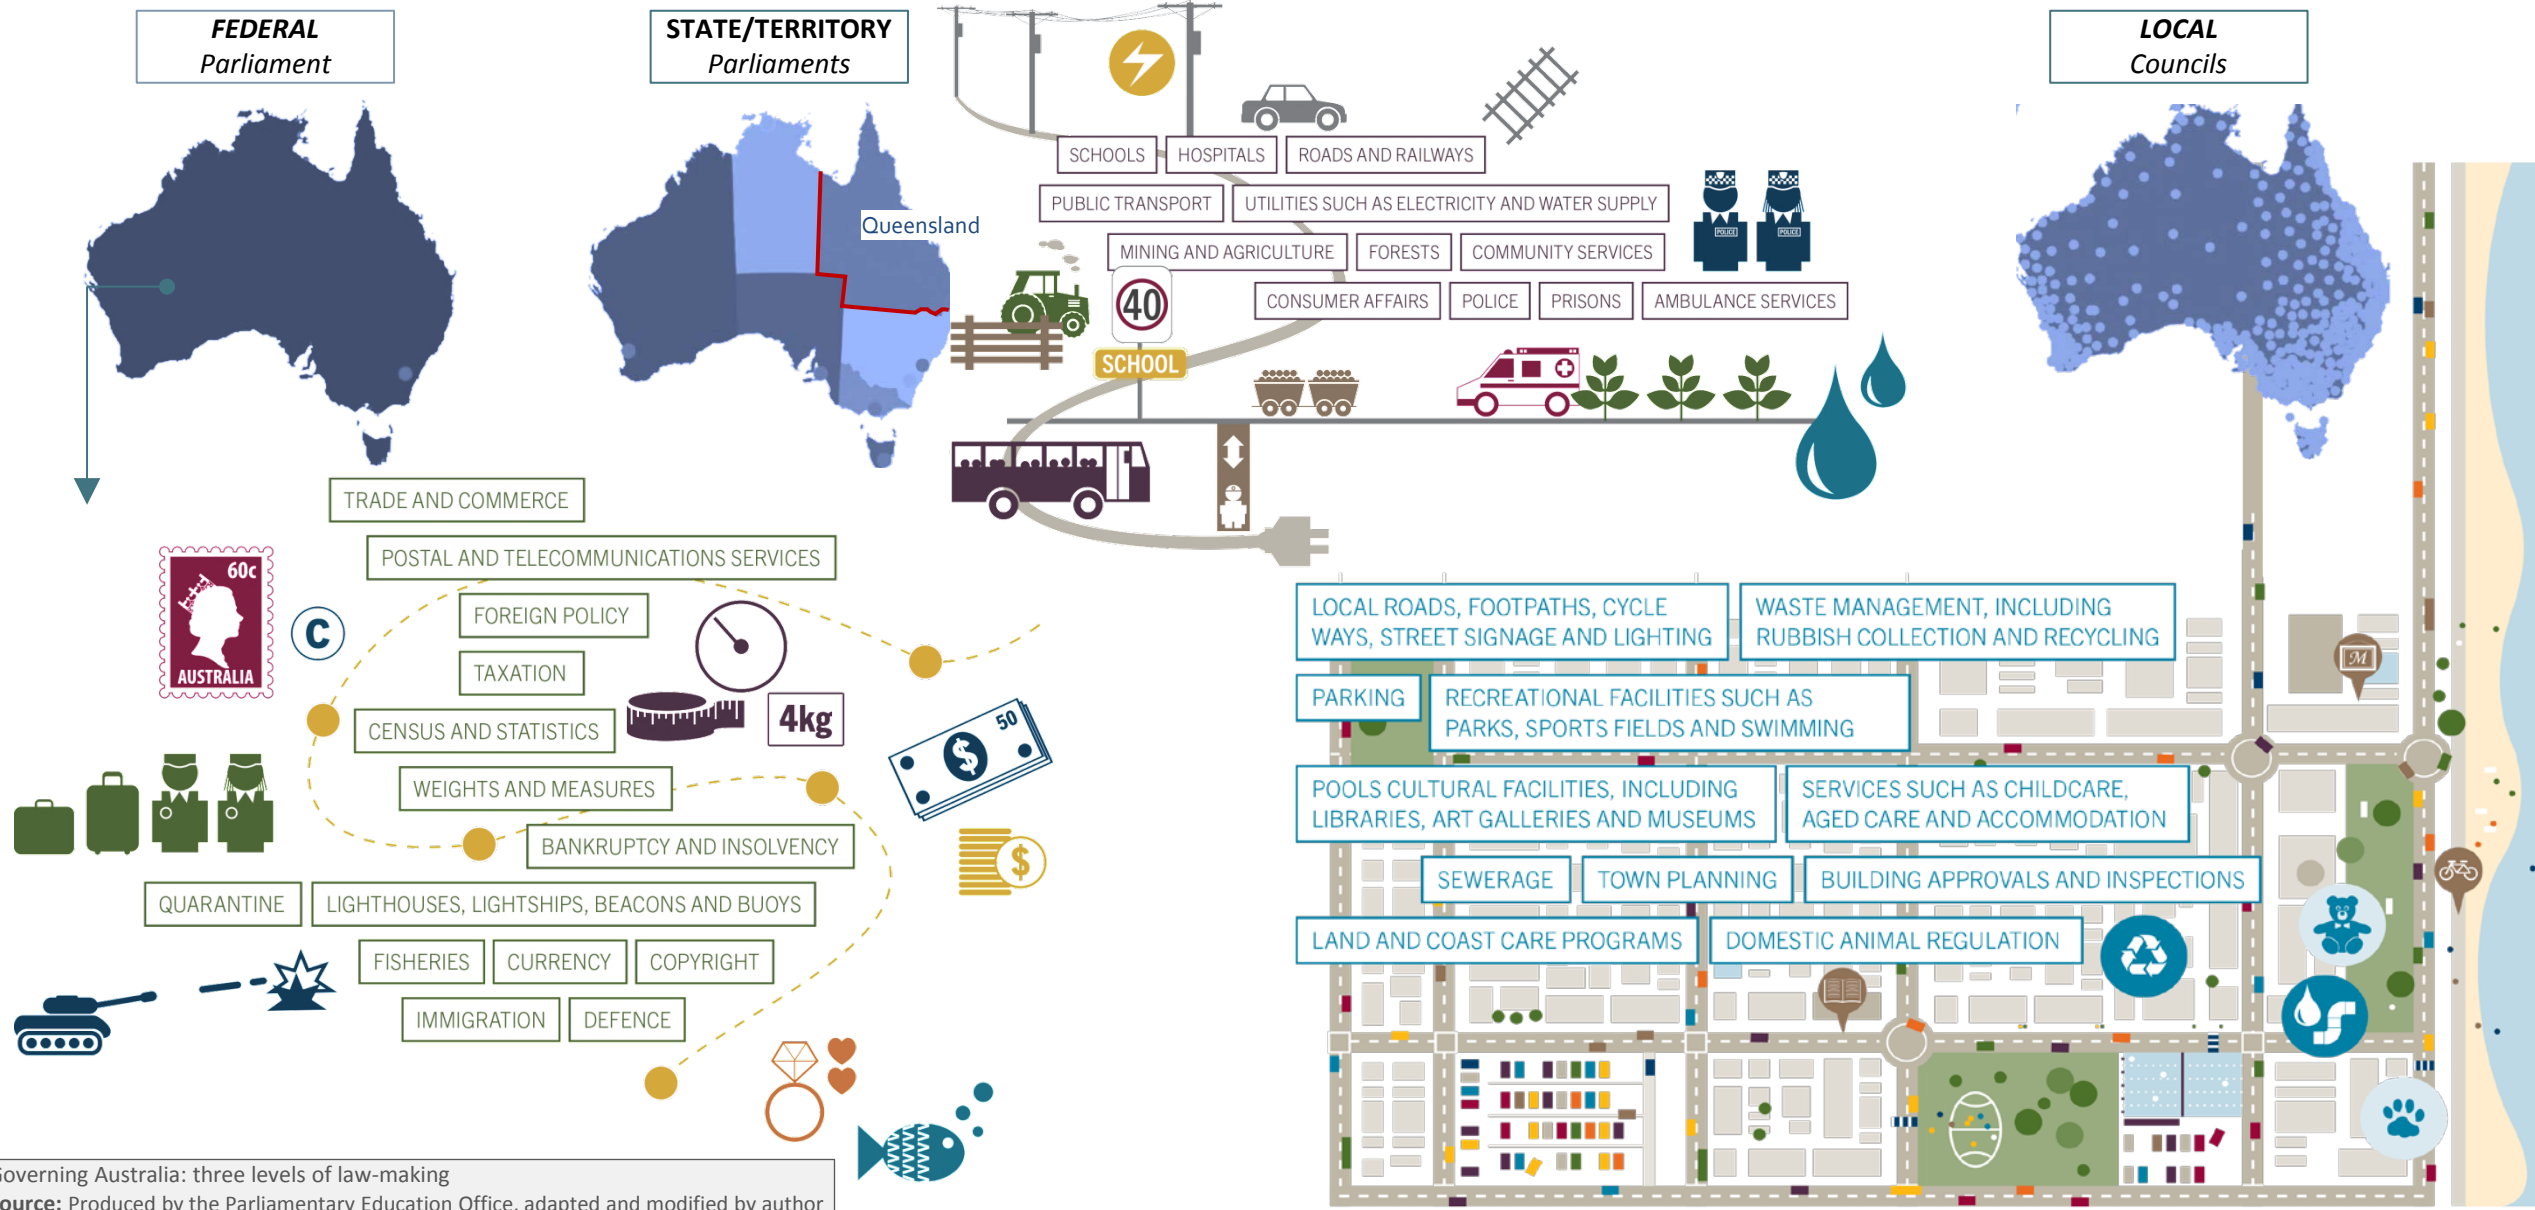 FEDERAL
Parliament
STATE/TERRITORY
Parliaments
LOCAL
Councils
Queensland
SCHOOLS
HOSPITALS
ROADS AND RAILWAYS
PUBLIC TRANSPORT
UTILITIES SUCH AS ELECTRICITY AND WATER SUPPLY
POLICE
POLICE
MINING AND AGRICULTURE
FORESTS
COMMUNITY SERVICES
CONSUMER AFFAIRS
POLICE
PRISONS
AMBULANCE SERVICES
40
SCHOOL
TRADE AND COMMERCE
POSTAL AND TELECOMMUNICATIONS SERVICES
60c
AUSTRALIA
C
FOREIGN POLICY
TAXATION
CENSUS AND STATISTICS
4kg
50
$
WEIGHTS AND MEASURES
BANKRUPTCY AND INSOLVENCY
$
QUARANTINE
LIGHTHOUSES, LIGHTSHIPS, BEACONS AND BUOYS
FISHERIES
CURRENCY
COPYRIGHT
IMMIGRATION
DEFENCE
LOCAL ROADS, FOOTPATHS, CYCLE
WAYS, STREET SIGNAGE AND LIGHTING
WASTE MANAGEMENT, INCLUDING
RUBBISH COLLECTION AND RECYCLING
M
PARKING
RECREATIONAL FACILITIES SUCH AS
PARKS, SPORTS FIELDS AND SWIMMING
POOLS CULTURAL FACILITIES, INCLUDING
LIBRARIES, ART GALLERIES AND MUSEUMS
SERVICES SUCH AS CHILDCARE,
AGED CARE AND ACCOMMODATION
SEWERAGE
TOWN PLANNING
BUILDING APPROVALS AND INSPECTIONS
LAND AND COAST CARE PROGRAMS
DOMESTIC ANIMAL REGULATION
overning Australia: three levels of law-making
ource: Produced by the Parliamentary Education Office, adapted and modified by author